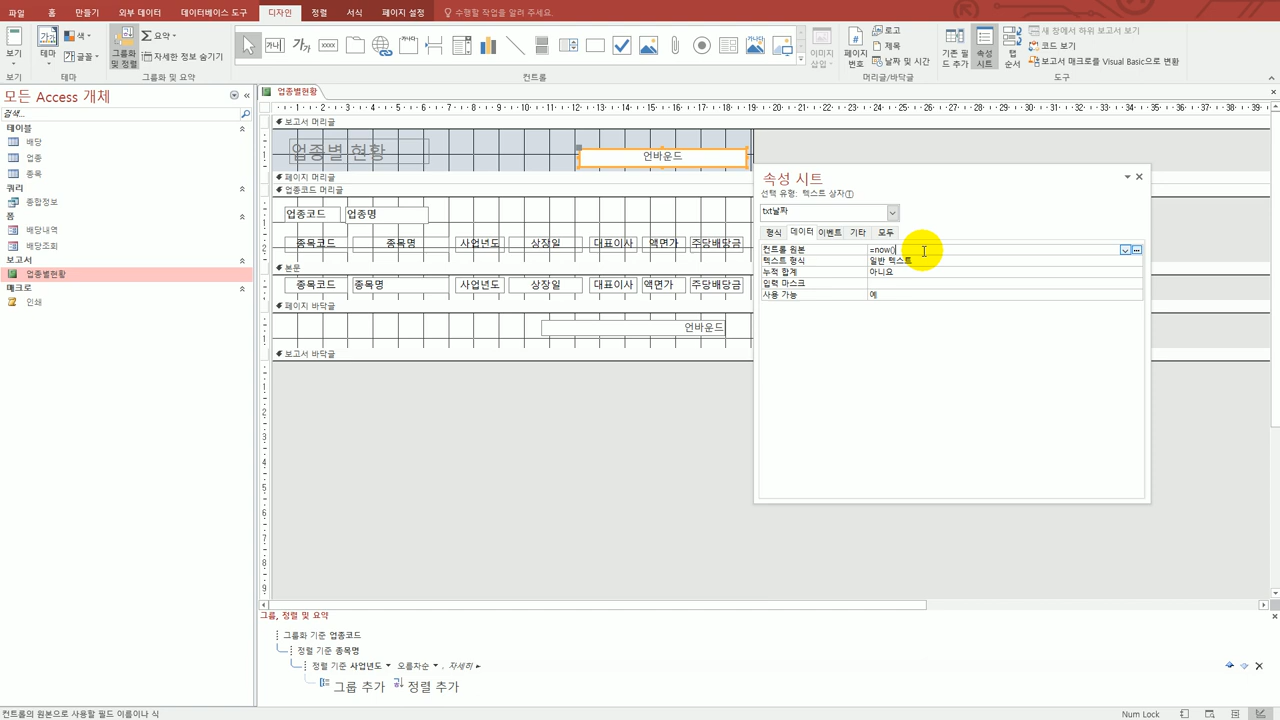 파일 홈 만들기 외부 데이터 데이터베이스 도구 디자인 정렬 서식 페이지 설정 수행할 작업을 알려 주세요.
보기
보기
테마
가가
색
글꼴
테마
그룹화 및 정렬
요약
자세한 정보 숨기기
그룹화 및 요약
가나
가가
xxxx
컨트롤
이미지 삽입
페이지 번호
로고
제목
날짜 및 시간
머리글/바닥글
기존 필드 추가
속성 시트
탭 순서
새 창에서 하위 보고서 보기
코드 보기
보고서 매크로를 Visual Basic으로 변환
도구
모든 Access 개체
검색...
테이블
배당
업종
종목
쿼리
종합정보
폼
배당내역
배당조회
보고서
업종별현황
매크로
인쇄
업종별현황
보고서 머리글
업종별 현황
언바운드
페이지 머리글
업종코드 머리글
업종코드 업종명
종목코드 종목명 사업년도 상장일 대표이사 액면가 주당배당금
본문
종목코드 종목명 사업년도 상장일 대표이사 액면가 주당배당금
페이지 바닥글
언바운드
보고서 바닥글
속성 시트
선택 유형: 텍스트 상자(T)
txt날짜
형식 데이터 이벤트 기타 모두
컨트롤 원본 =now()
텍스트 형식 일반 텍스트
누적 합계 아니요
입력 마스크
사용 가능 예
그룹, 정렬 및 요약
그룹화 기준 업종코드
정렬 기준 종목명
정렬 기준 사업년도 오름차순 , 자세히
그룹 추가 정렬 추가
컨트롤의 원본으로 사용할 필드 이름이나 식
Num Lock